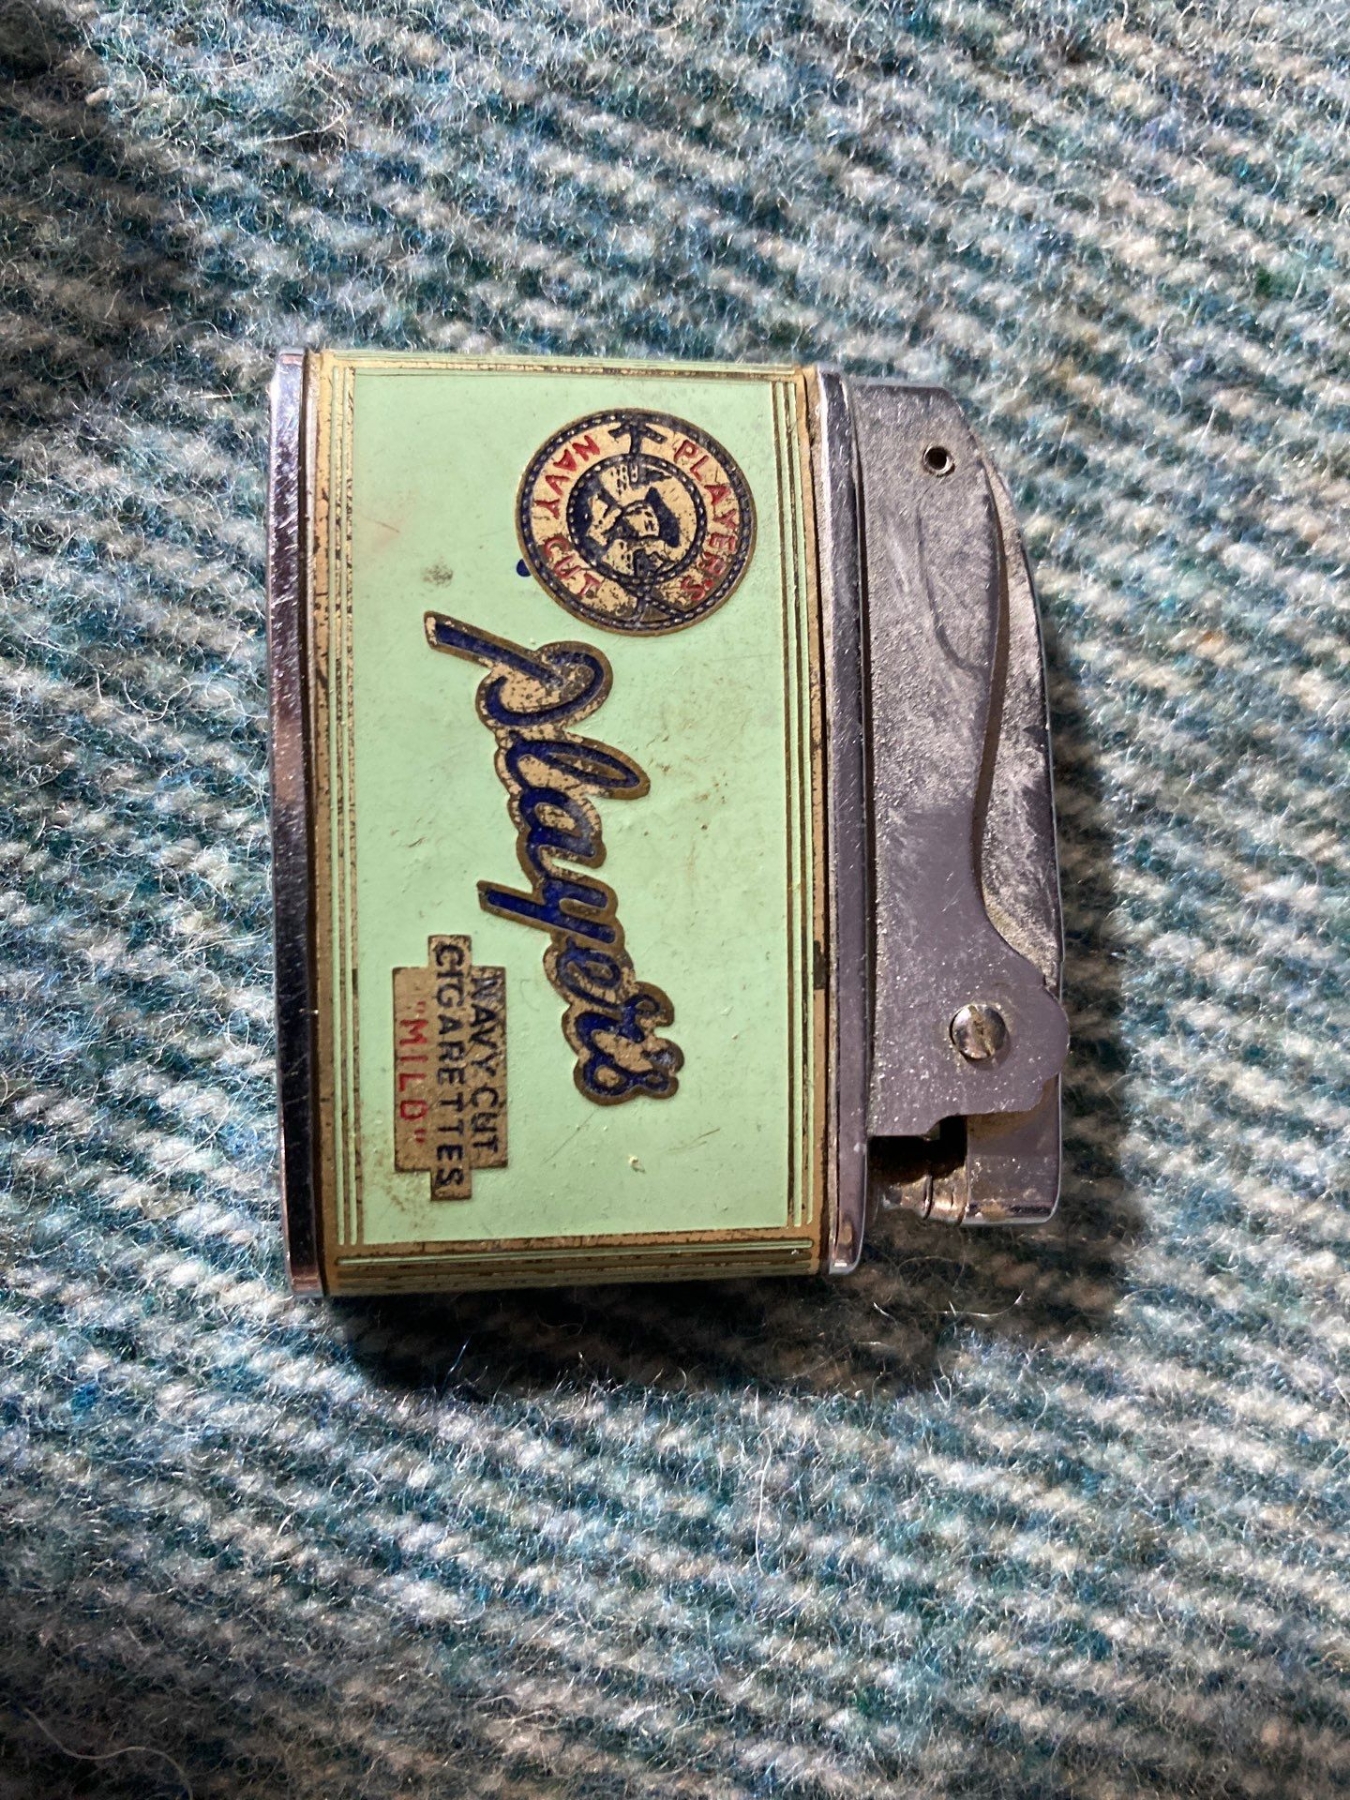 PLAYER'S
NAVY CUT
Player's
NAVY CUT
CIGARETTES
"MILD"